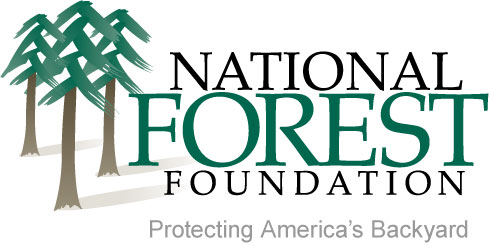 NATIONAL
FOREST
FOUNDATION
Protecting America's Backyard